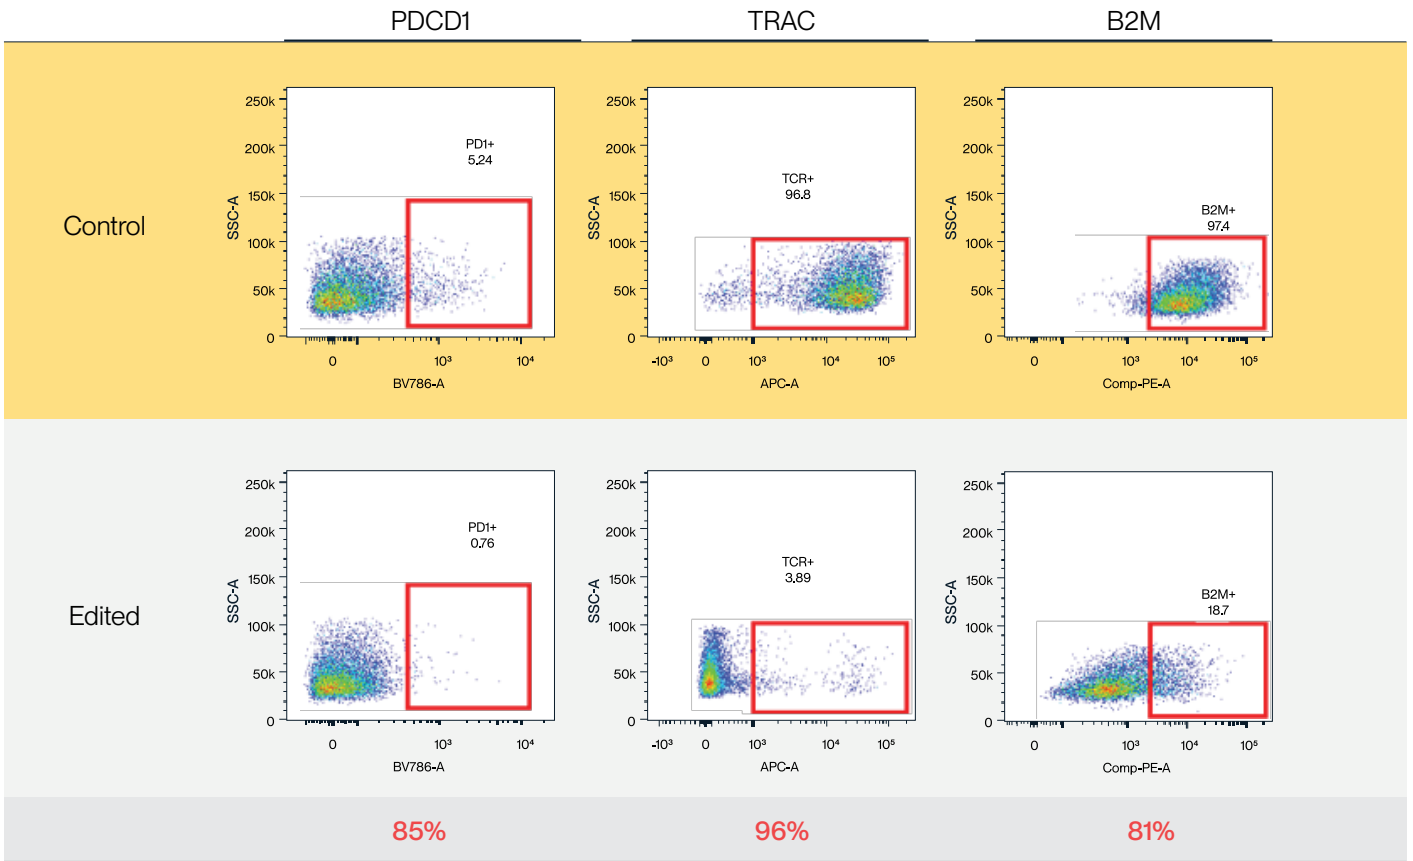 PDCD1 TRAC B2M
Control
250k
200k
150k
100k
50k
0
SSC-A
PD1+
5.24
0 10³ 10⁴
BV786-A
250k
200k
150k
100k
50k
0
SSC-A
TCR+
96.8
-10³ 0 10³ 10⁴ 10⁵
APC-A
250k
200k
150k
100k
50k
0
SSC-A
B2M+
97.4
0 10³ 10⁴ 10⁵
Comp-PE-A
Edited
250k
200k
150k
100k
50k
0
SSC-A
PD1+
0.76
0 10³ 10⁴
BV786-A
250k
200k
150k
100k
50k
0
SSC-A
TCR+
3.89
-10³ 0 10³ 10⁴ 10⁵
APC-A
250k
200k
150k
100k
50k
0
SSC-A
B2M+
18.7
0 10³ 10⁴ 10⁵
Comp-PE-A
85% 96% 81%